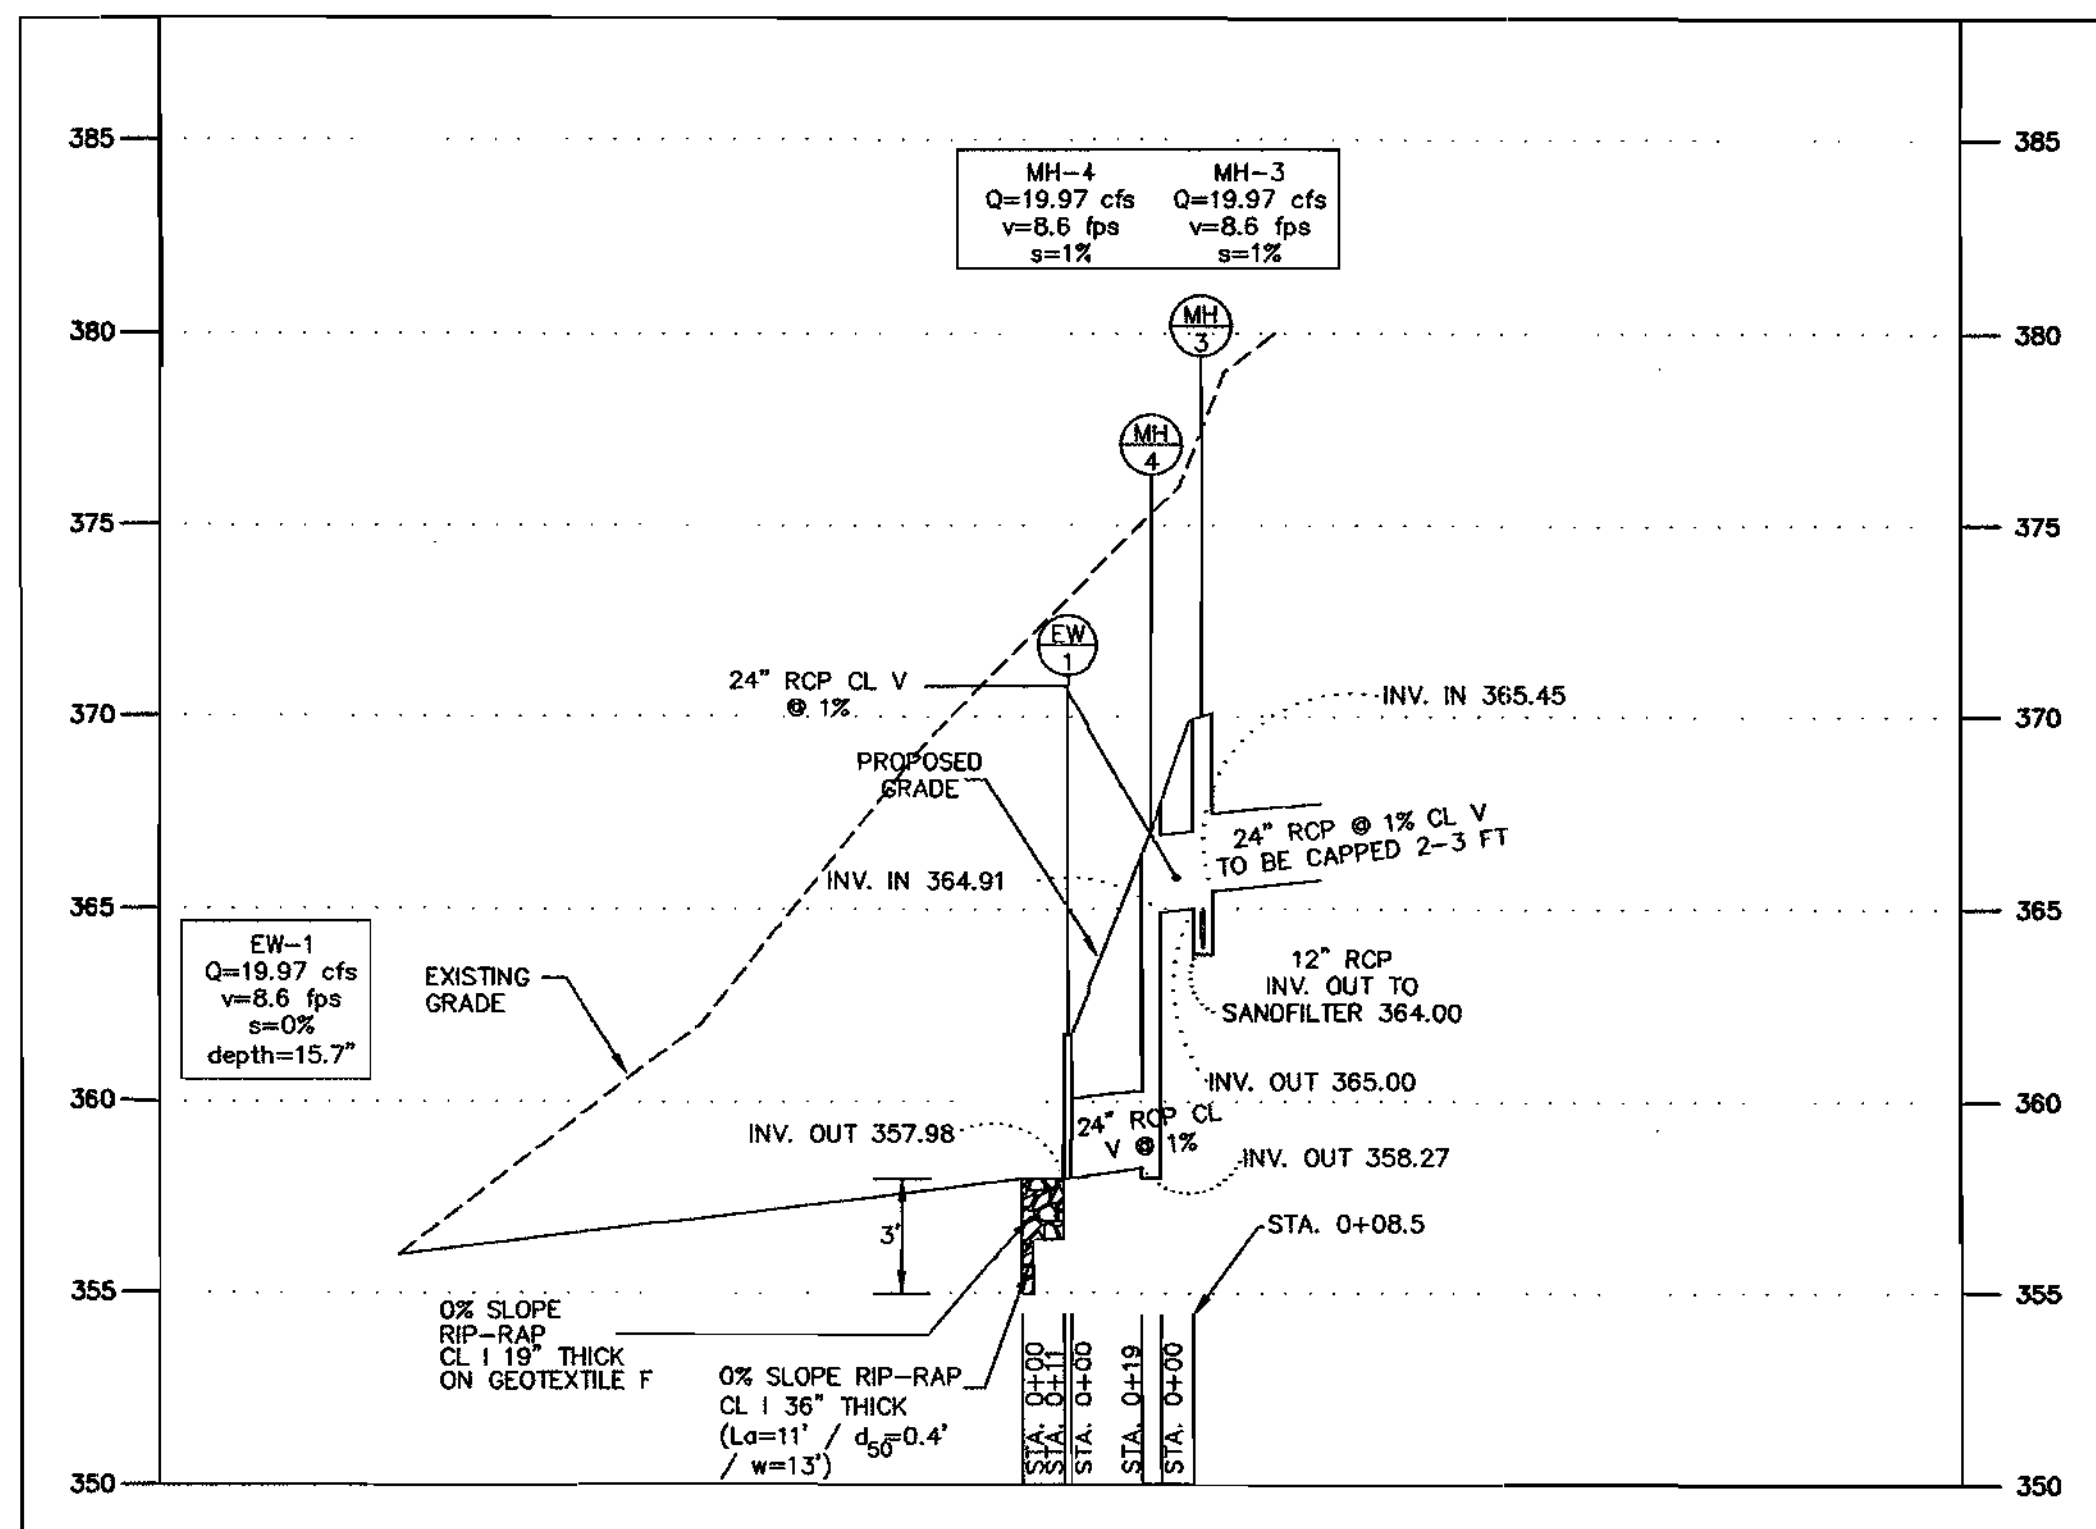 385
385
MH-4
Q=19.97 cfs
v=8.6 fps
s=1%
MH-3
Q=19.97 cfs
v=8.6 fps
s=1%
MH
3
380
380
MH
4
375
375
EW
1
24" RCP CL V
@ 1%
INV. IN 365.45
370
370
PROPOSED
GRADE
24" RCP @ 1% CL V
TO BE CAPPED 2-3 FT
INV. IN 364.91
365
365
EW-1
Q=19.97 cfs
v=8.6 fps
s=0%
depth=15.7"
EXISTING
GRADE
12" RCP
INV. OUT TO
SANDFILTER 364.00
INV. OUT 365.00
360
360
24" RCP CL
V @ 1%
INV. OUT 357.98
INV. OUT 358.27
3'
STA. 0+08.5
355
355
0% SLOPE
RIP-RAP
CL I 19" THICK
ON GEOTEXTILE F
0% SLOPE RIP-RAP
CL I 36" THICK
(La=11' / d50=0.4'
/ w=13')
STA. 0+00
STA. 0+11
STA. 0+00
STA. 0+19
STA. 0+00
350
350